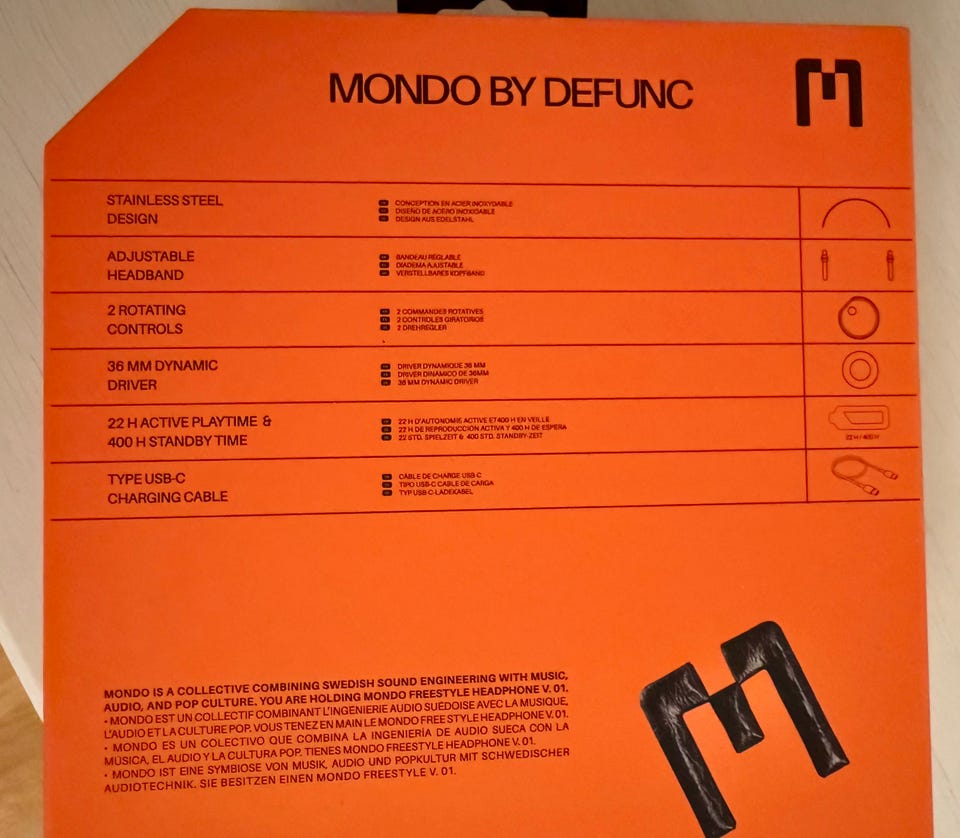 MONDO BY DEFUNC
M
STAINLESS STEEL
DESIGN
CONCEPTION EN ACIER INOXYDABLE
DISEÑO DE ACERO INOXIDABLE
DESIGN AUS EDELSTAHL
ADJUSTABLE
HEADBAND
BANDEAU RÉGLABLE
DIADEMA AJUSTABLE
VERSTELLBARES KOPFBAND
2 ROTATING
CONTROLS
2 COMMANDES ROTATIVES
2 CONTROLES GIRATORIOS
2 DREHREGLER
36 MM DYNAMIC
DRIVER
DRIVER DYNAMIQUE 36 MM
DRIVER DINÁMICO DE 36MM
36 MM DYNAMIC DRIVER
22 H ACTIVE PLAYTIME &
400 H STANDBY TIME
22 H D'AUTONOMIE ACTIVE ET400 H EN VEILLE
22 H DE REPRODUCCIÓN ACTIVA Y 400 H DE ESPERA
22 STD. SPIELZEIT & 400 STD. STANDBY-ZEIT
22 H / 400 H
TYPE USB-C
CHARGING CABLE
CÂBLE DE CHARGE USB-C
TIPO USB-C CABLE DE CARGA
TYP USB-C-LADEKABEL
MONDO IS A COLLECTIVE COMBINING SWEDISH SOUND ENGINEERING WITH MUSIC,
AUDIO, AND POP CULTURE. YOU ARE HOLDING MONDO FREESTYLE HEADPHONE V. 01.
• MONDO EST UN COLLECTIF COMBINANT L'INGENIERIE AUDIO SUÉDOISE AVEC LA MUSIQUE,
L'AUDIO ET LA CULTURE POP. VOUS TENEZ EN MAIN LE MONDO FREE STYLE HEADPHONE V. 01.
• MONDO ES UN COLECTIVO QUE COMBINA LA INGENIERÍA DE AUDIO SUECA CON LA
MÚSICA, EL AUDIO Y LA CULTURA POP. TIENES MONDO FREESTYLE HEADPHONE V. 01.
• MONDO IST EINE SYMBIOSE VON MUSIK, AUDIO UND POPKULTUR MIT SCHWEDISCHER
AUDIOTECHNIK. SIE BESITZEN EINEN MONDO FREESTYLE V. 01.
M